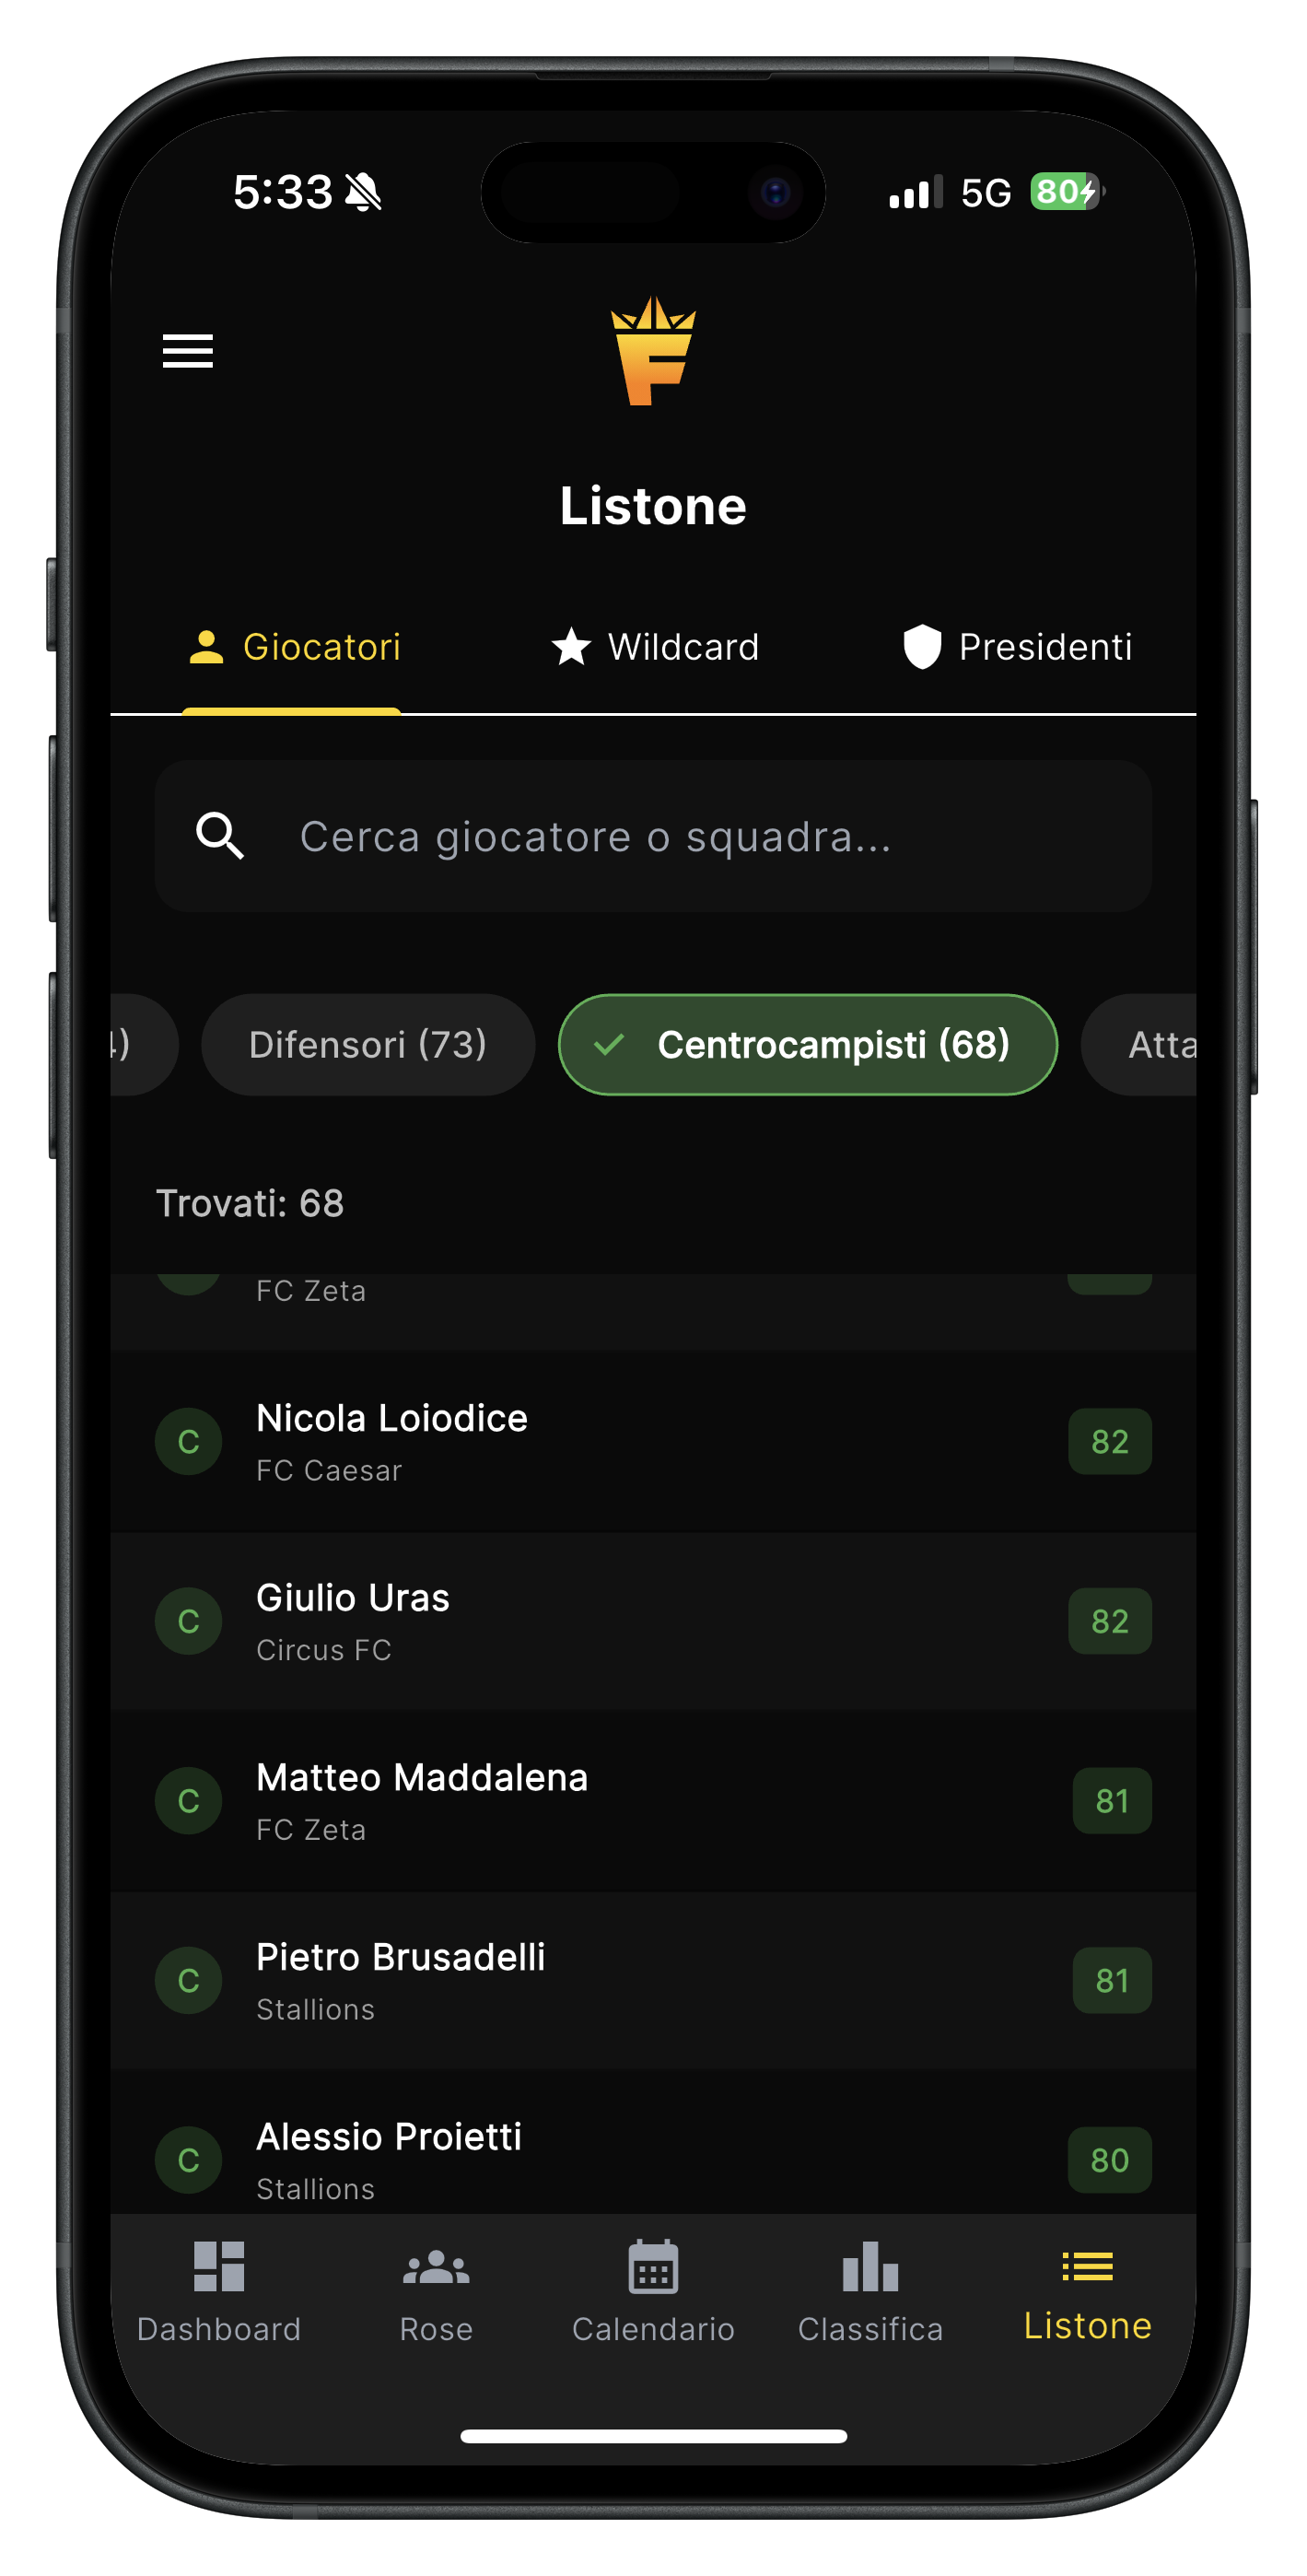 5:33 5G 80
Listone
Giocatori Wildcard Presidenti
Cerca giocatore o squadra...
4) Difensori (73) Centrocampisti (68) Atta
Trovati: 68
FC Zeta
Nicola Loiodice
C 82
FC Caesar
Giulio Uras
C 82
Circus FC
Matteo Maddalena
C 81
FC Zeta
Pietro Brusadelli
C 81
Stallions
Alessio Proietti
C 80
Stallions
Dashboard Rose Calendario Classifica Listone